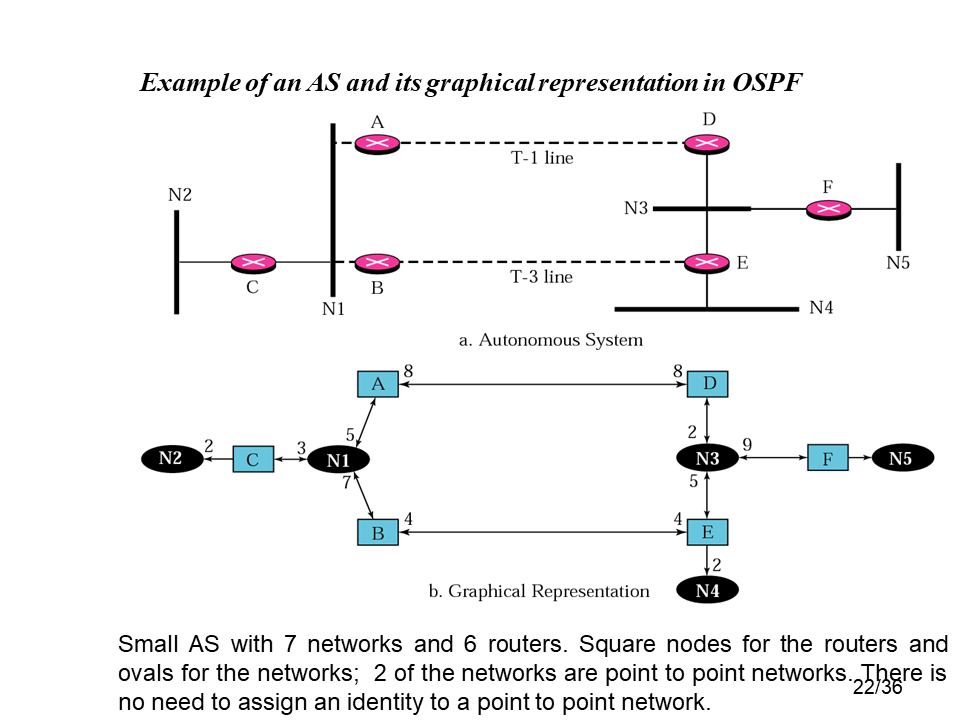 Example of an AS and its graphical representation in OSPF
A
D
T-1 line
N2
F
N3
C
B
T-3 line
E
N5
N1
N4
a. Autonomous System
8
8
A
D
5
2
2
3
9
N2
C
N1
N3
F
N5
7
5
4
4
B
E
2
b. Graphical Representation
N4
Small AS with 7 networks and 6 routers. Square nodes for the routers and
ovals for the networks; 2 of the networks are point to point networks. There is
22/36
no need to assign an identity to a point to point network.